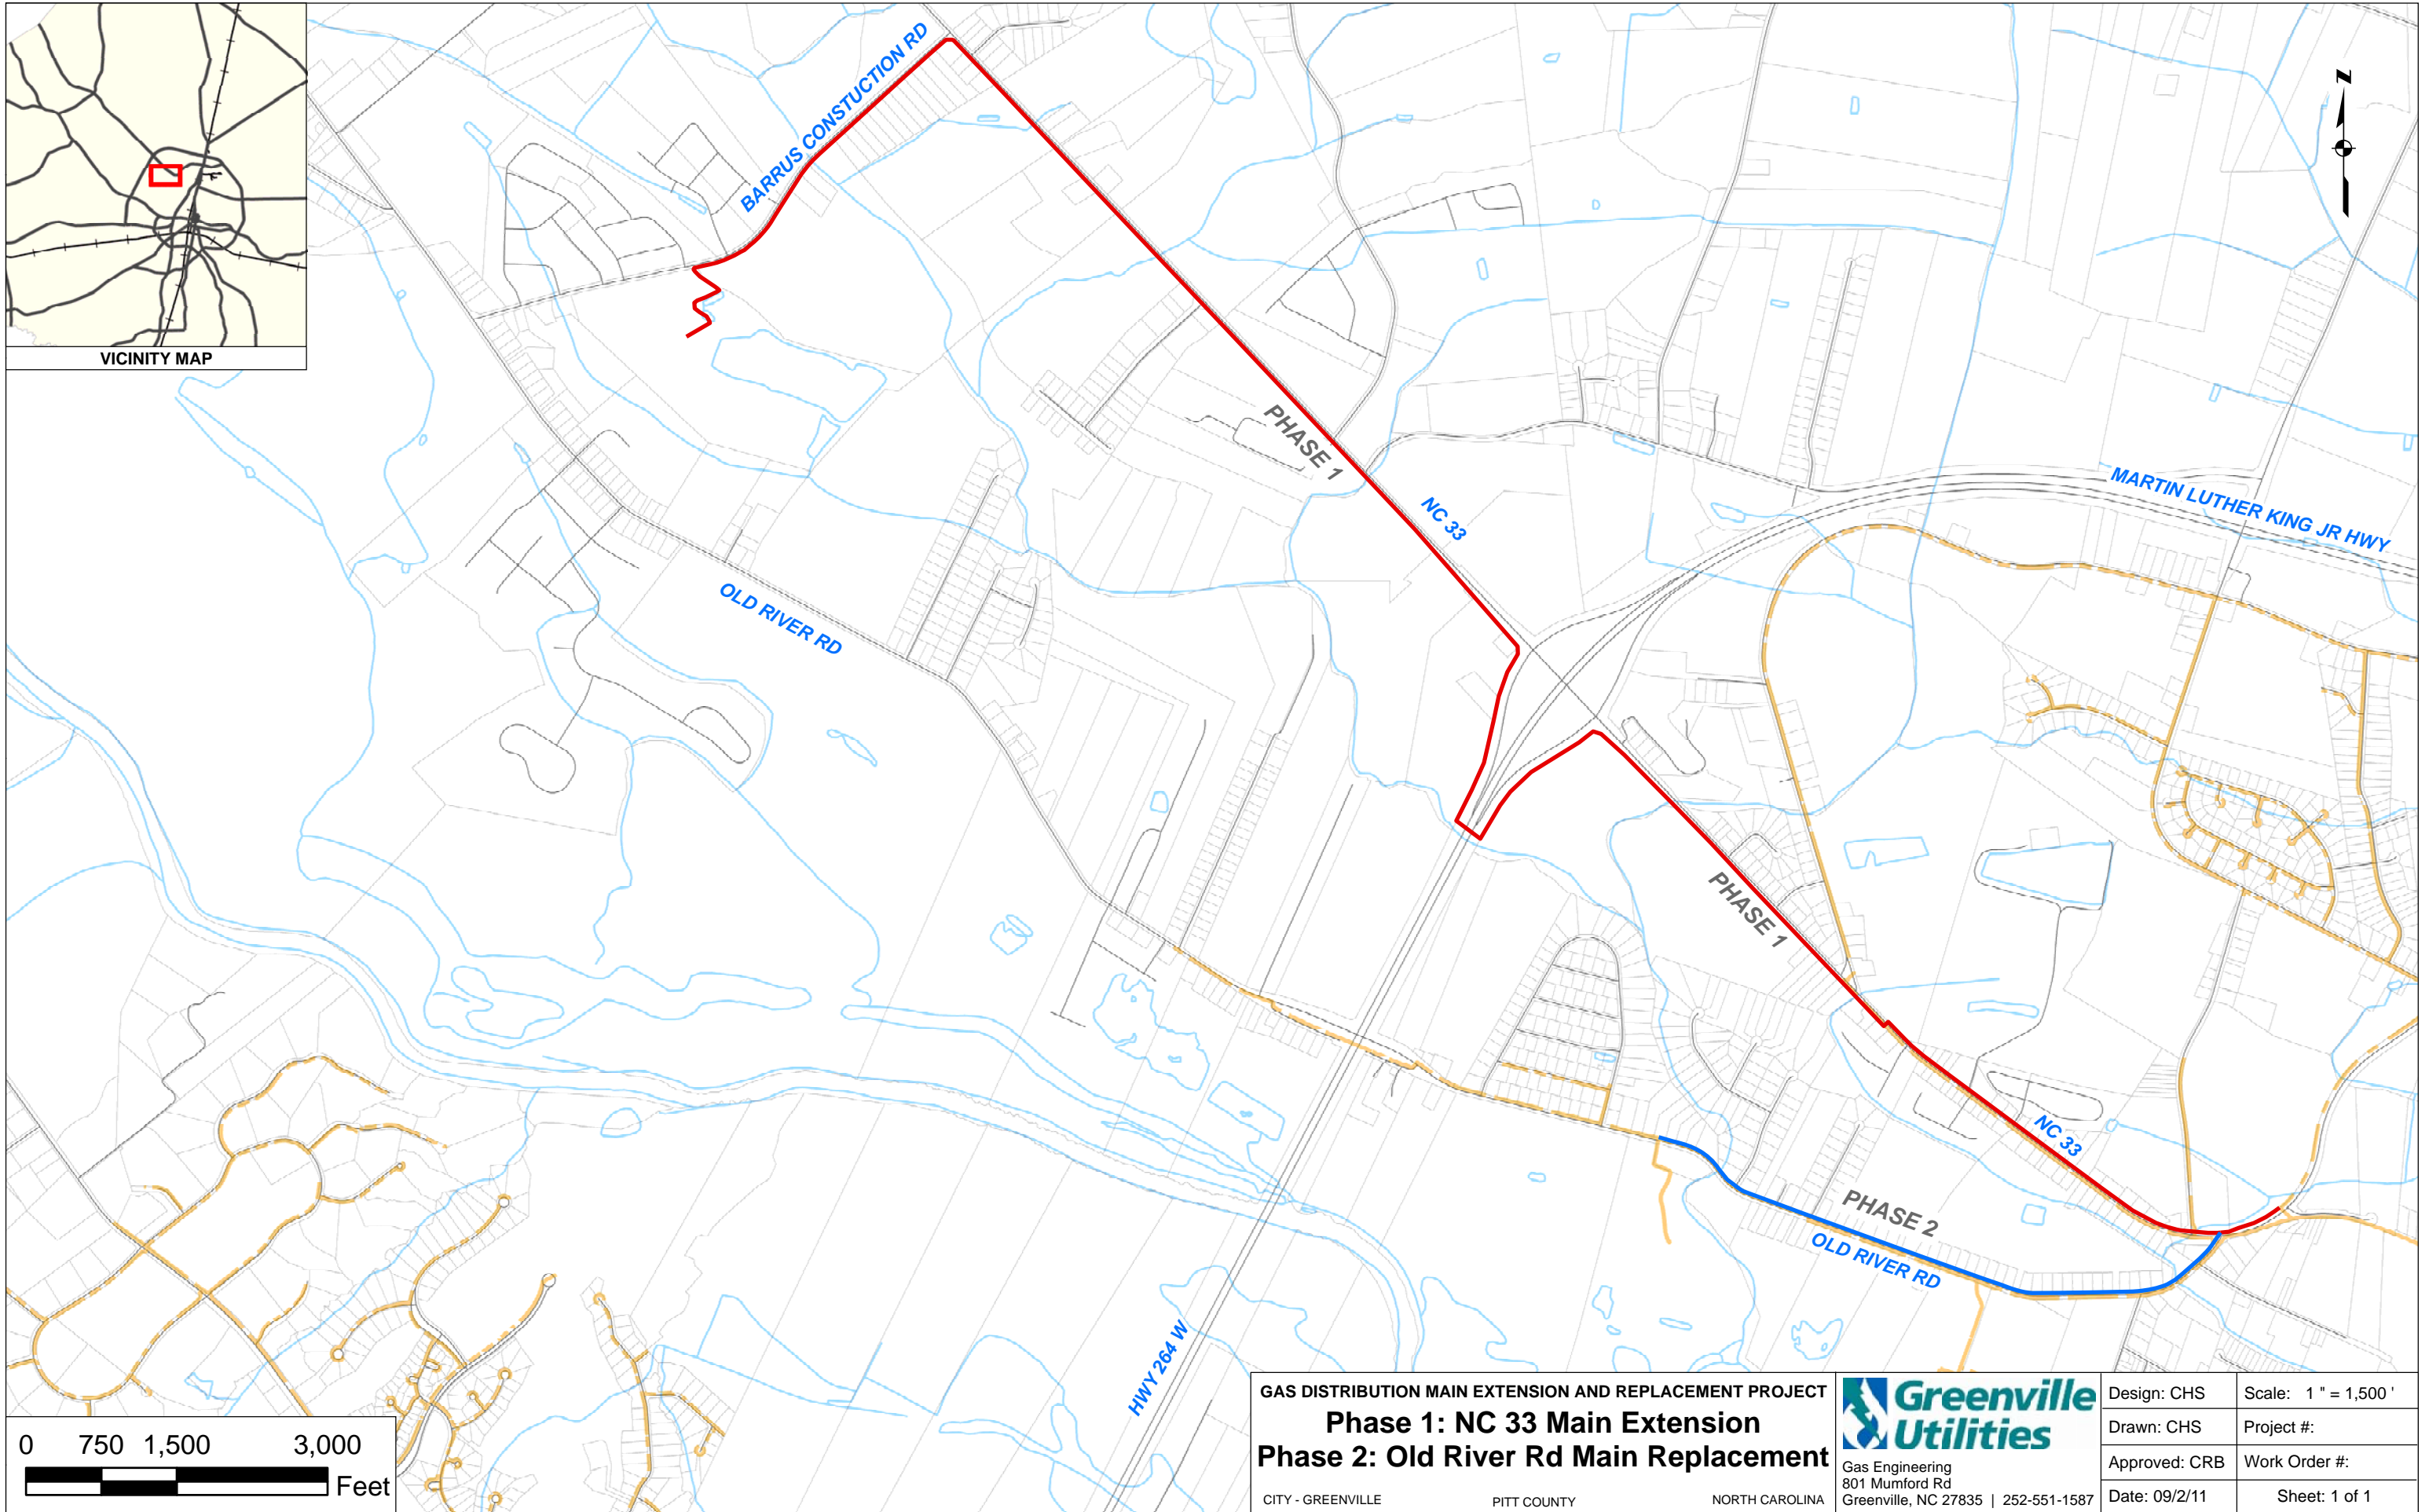 BARRUS CONSTUCTION RD
N
VICINITY MAP
PHASE 1
NC 33
MARTIN LUTHER KING JR HWY
OLD RIVER RD
PHASE 1
NC 33
PHASE 2
OLD RIVER RD
HWY 264 W
0 750 1,500 3,000
Feet
GAS DISTRIBUTION MAIN EXTENSION AND REPLACEMENT PROJECT
Phase 1: NC 33 Main Extension
Phase 2: Old River Rd Main Replacement
CITY - GREENVILLE PITT COUNTY NORTH CAROLINA
Greenville
Utilities
Gas Engineering
801 Mumford Rd
Greenville, NC 27835 | 252-551-1587
Design: CHS Scale: 1 " = 1,500 '
Drawn: CHS Project #:
Approved: CRB Work Order #:
Date: 09/2/11 Sheet: 1 of 1